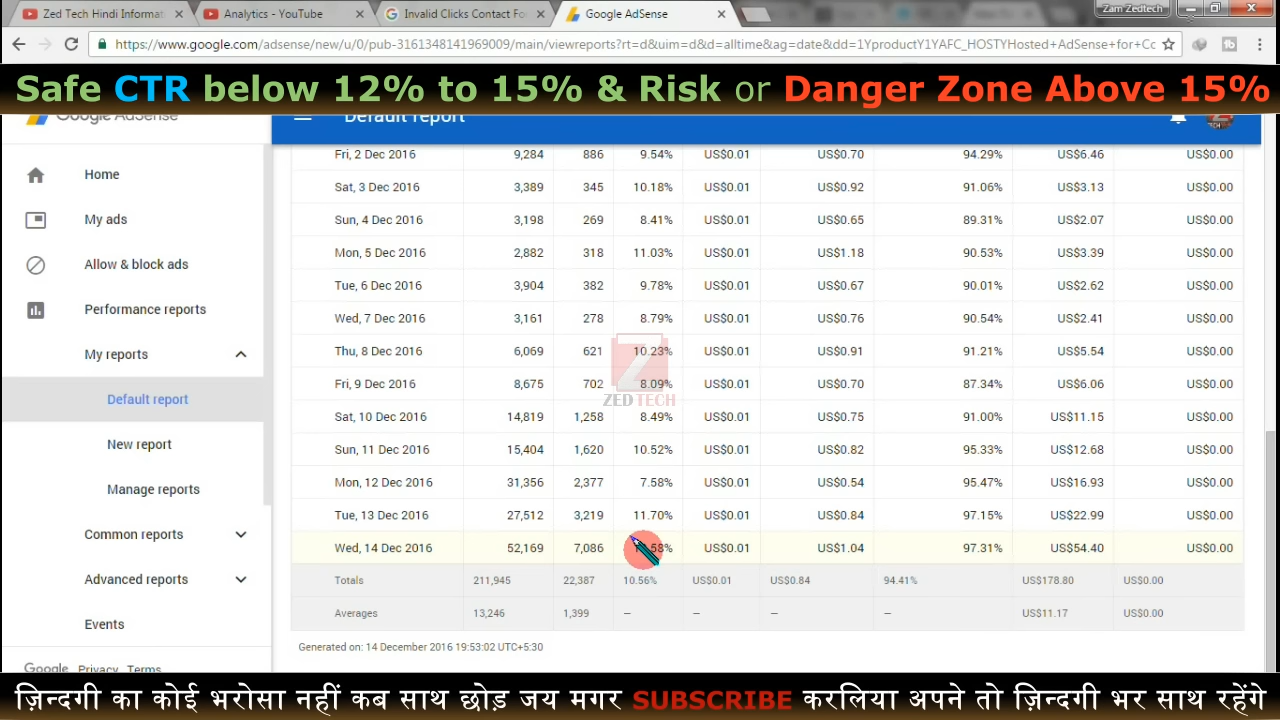 Zed Tech Hindi Informat
Analytics - YouTube
Invalid Clicks Contact Fo
Google AdSense
Zam Zedtech
https://www.google.com/adsense/new/u/0/pub-3161348141969009/main/viewreports?rt=d&uim=d&d=alltime&ag=date&dd=1YproductY1YAFC_HOSTYHosted+AdSense+for+Co
Safe CTR below 12% to 15% & Risk or Danger Zone Above 15%
Google AdSense
Default report
Home
My ads
Allow & block ads
Performance reports
My reports
Default report
New report
Manage reports
Common reports
Advanced reports
Events
Google Privacy Terms
Fri, 2 Dec 2016 9,284 886 9.54% US$0.01 US$0.70 94.29% US$6.46 US$0.00
Sat, 3 Dec 2016 3,389 345 10.18% US$0.01 US$0.92 91.06% US$3.13 US$0.00
Sun, 4 Dec 2016 3,198 269 8.41% US$0.01 US$0.65 89.31% US$2.07 US$0.00
Mon, 5 Dec 2016 2,882 318 11.03% US$0.01 US$1.18 90.53% US$3.39 US$0.00
Tue, 6 Dec 2016 3,904 382 9.78% US$0.01 US$0.67 90.01% US$2.62 US$0.00
Wed, 7 Dec 2016 3,161 278 8.79% US$0.01 US$0.76 90.54% US$2.41 US$0.00
Thu, 8 Dec 2016 6,069 621 10.23% US$0.01 US$0.91 91.21% US$5.54 US$0.00
Fri, 9 Dec 2016 8,675 702 8.09% US$0.01 US$0.70 87.34% US$6.06 US$0.00
ZED TECH
Sat, 10 Dec 2016 14,819 1,258 8.49% US$0.01 US$0.75 91.00% US$11.15 US$0.00
Sun, 11 Dec 2016 15,404 1,620 10.52% US$0.01 US$0.82 95.33% US$12.68 US$0.00
Mon, 12 Dec 2016 31,356 2,377 7.58% US$0.01 US$0.54 95.47% US$16.93 US$0.00
Tue, 13 Dec 2016 27,512 3,219 11.70% US$0.01 US$0.84 97.15% US$22.99 US$0.00
Wed, 14 Dec 2016 52,169 7,086 US$0.01 US$1.04 97.31% US$54.40 US$0.00
Totals 211,945 22,387 10.56% US$0.01 US$0.84 94.41% US$178.80 US$0.00
Averages 13,246 1,399 – – – – US$11.17 US$0.00
Generated on: 14 December 2016 19:53:02 UTC+5:30
ज़िन्दगी का कोई भरोसा नहीं कब साथ छोड़ जय मगर SUBSCRIBE करलिया अपने तो ज़िन्दगी भर साथ रहेंगे